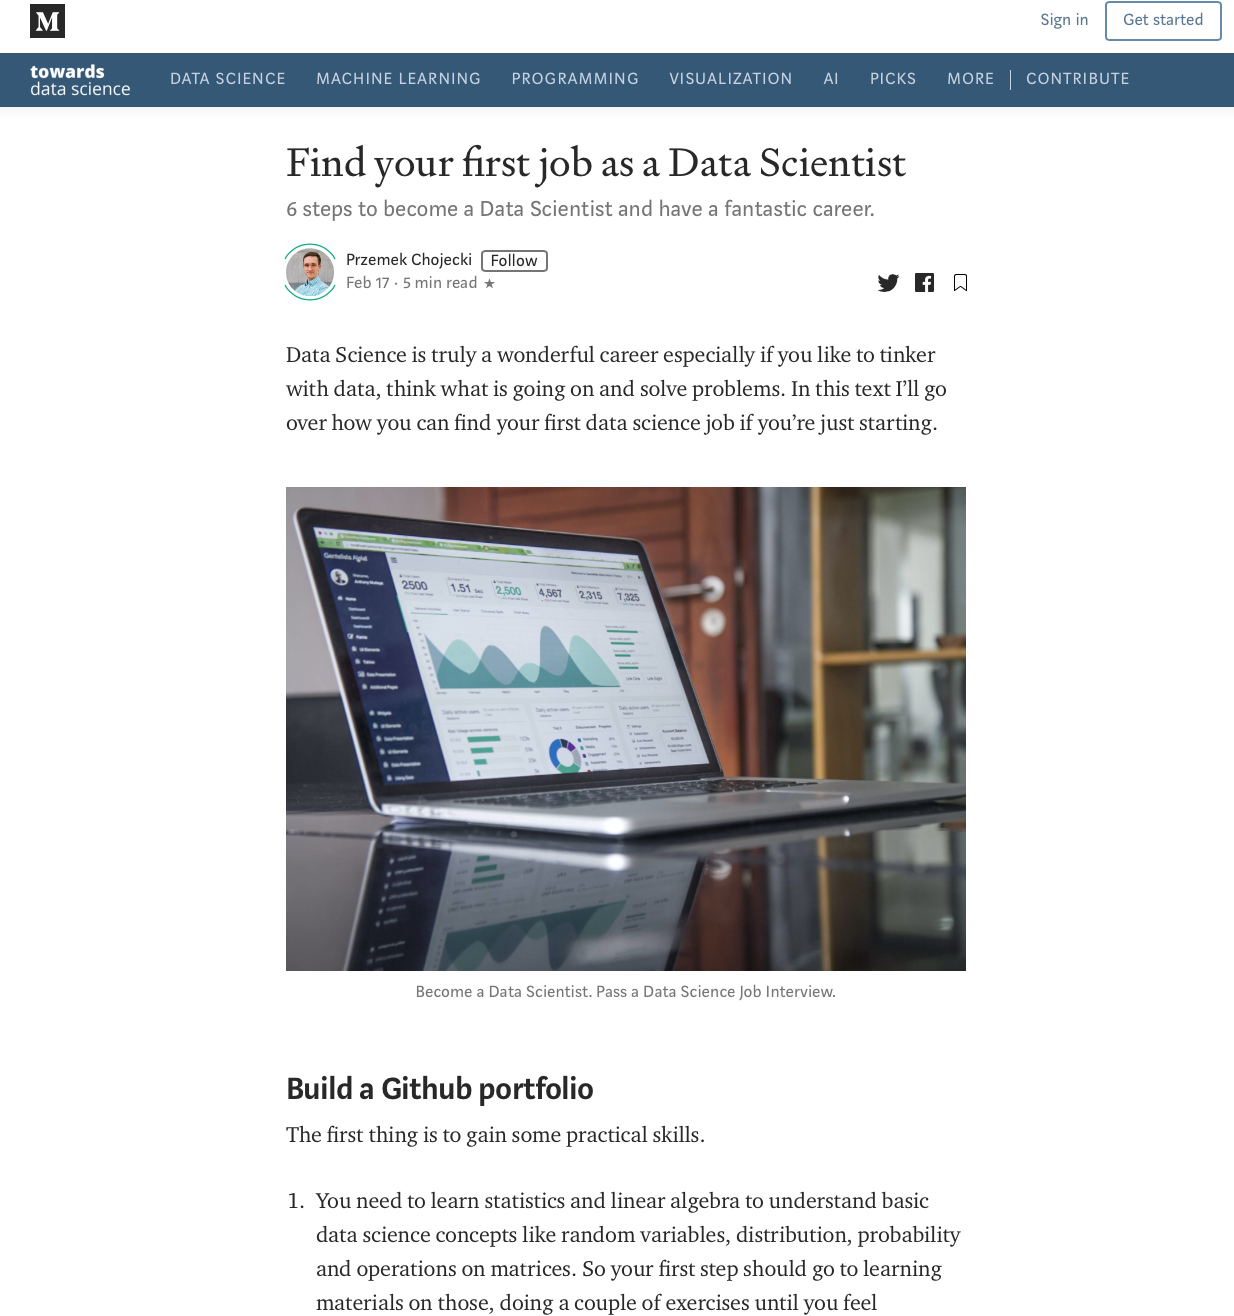 M
Sign in
Get started
towards
data science
DATA SCIENCE
MACHINE LEARNING
PROGRAMMING
VISUALIZATION
AI
PICKS
MORE
CONTRIBUTE
Find your first job as a Data Scientist
6 steps to become a Data Scientist and have a fantastic career.
Przemek Chojecki
Follow
Feb 17 · 5 min read ★
Data Science is truly a wonderful career especially if you like to tinker
with data, think what is going on and solve problems. In this text I’ll go
over how you can find your first data science job if you’re just starting.
2500
1.51
2,500
4,567
2,315
7,325
Daily active users
Daily active users
Become a Data Scientist. Pass a Data Science Job Interview.
Build a Github portfolio
The first thing is to gain some practical skills.
1. You need to learn statistics and linear algebra to understand basic
data science concepts like random variables, distribution, probability
and operations on matrices. So your first step should go to learning
materials on those, doing a couple of exercises until you feel